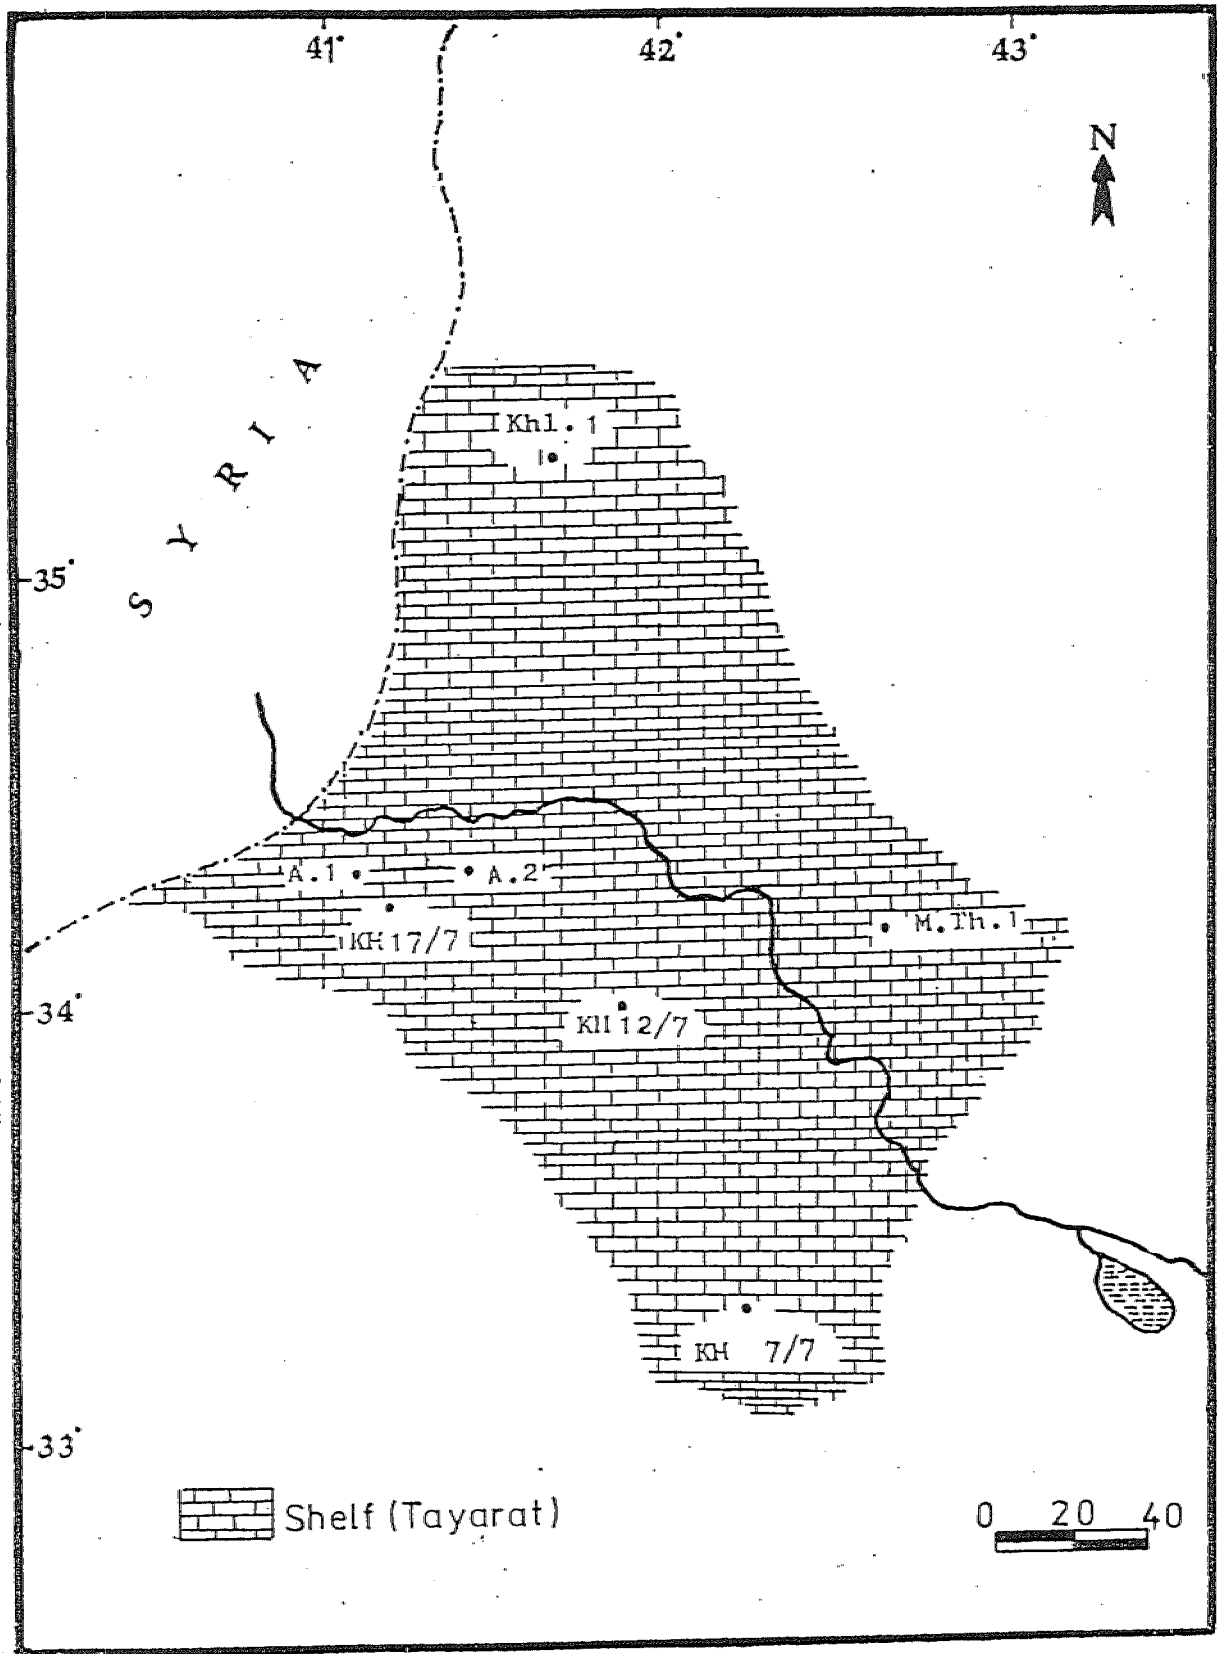 41°
42°
43°
N
SYRIA
Khl. 1
35°
A.1
A.2
M.Th.1
KH17/7
34°
KH12/7
KH 7/7
33°
Shelf (Tayarat)
0 20 40